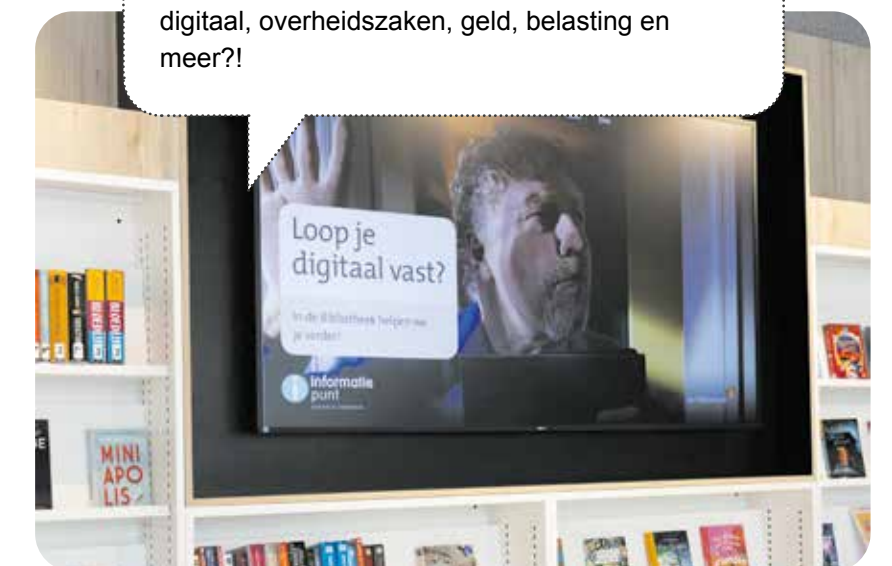 digitaal, overheidszaken, geld, belasting en
meer?!
Loop je
digitaal vast?
In de Bibliotheek helpen we
je verder!
informatie
punt
MINI
APO
LIS